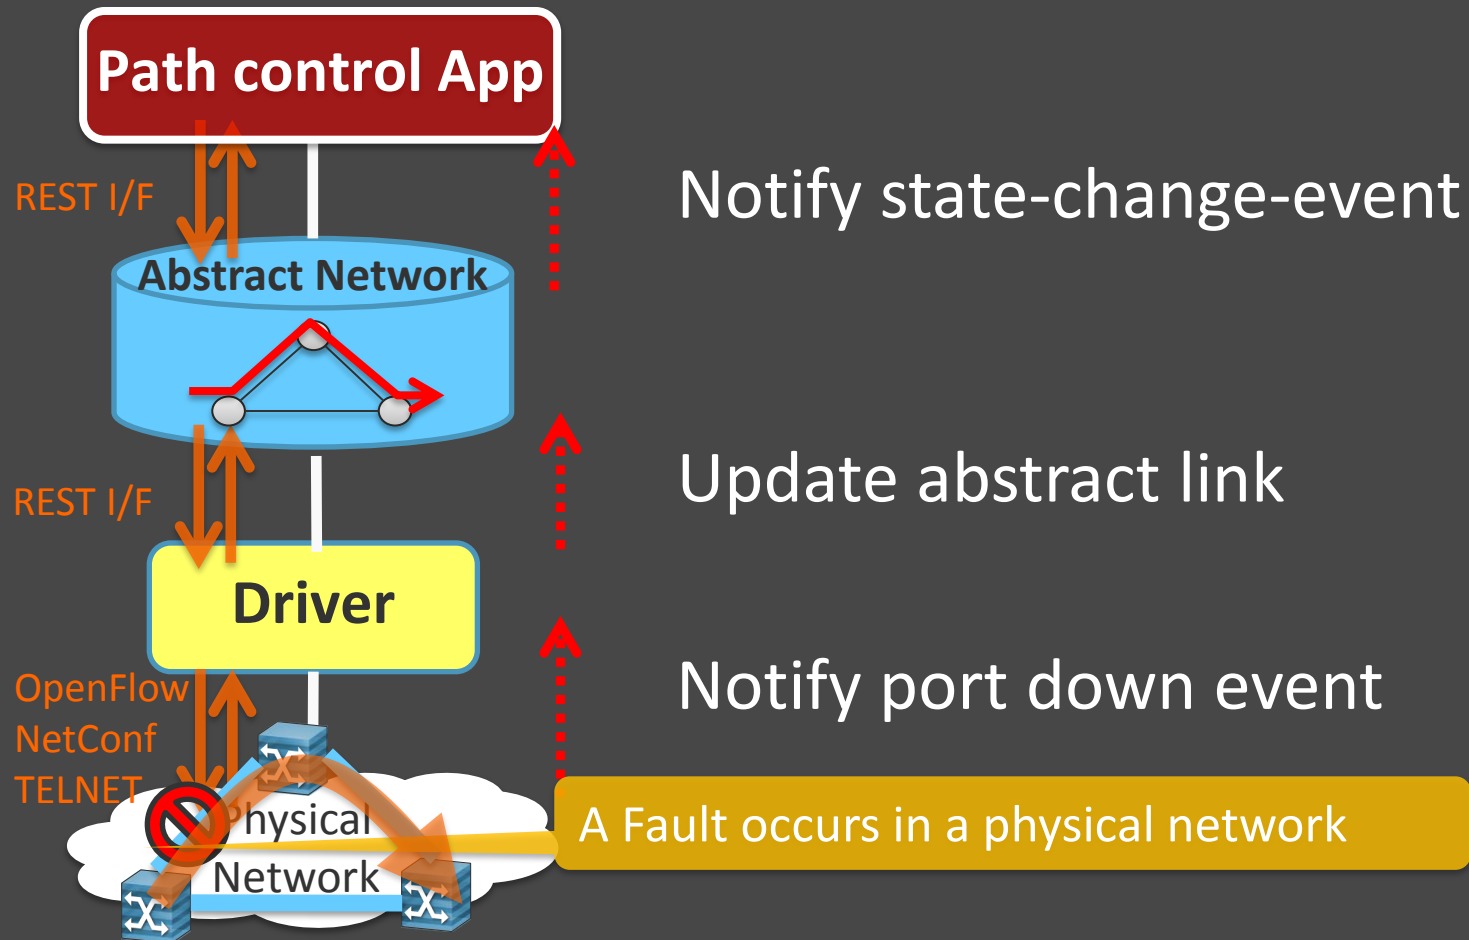 Path control App
REST I/F
Notify state-change-event
Abstract Network
REST I/F
Update abstract link
Driver
OpenFlow
NetConf
TELNET
Notify port down event
Physical
Network
A Fault occurs in a physical network